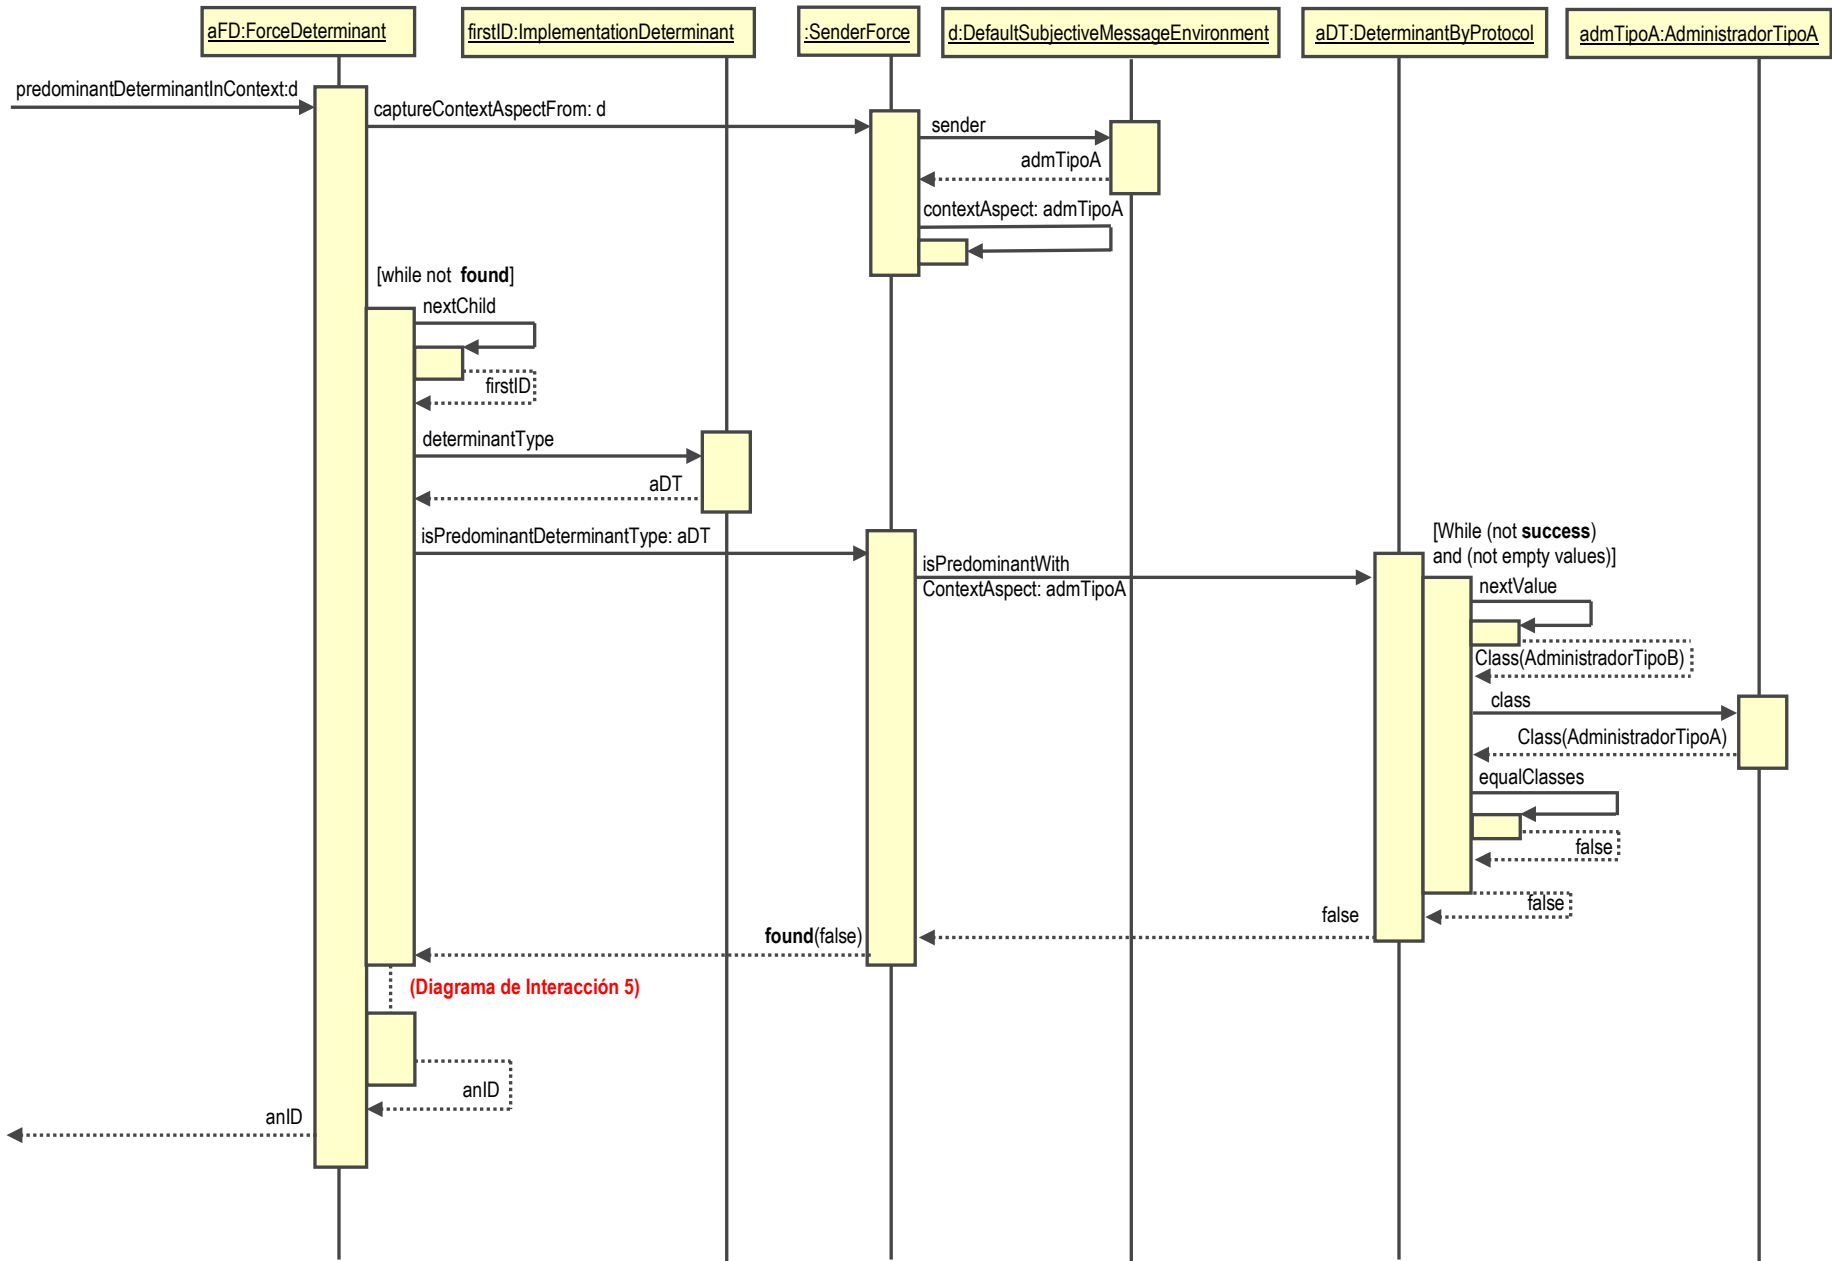 aFD:ForceDeterminant
firstID:ImplementationDeterminant
:SenderForce
d:DefaultSubjectiveMessageEnvironment
aDT:DeterminantByProtocol
admTipoA:AdministradorTipoA
predominantDeterminantInContext:d
captureContextAspectFrom: d
sender
admTipoA
contextAspect: admTipoA
[while not found]
nextChild
firstID
determinantType
aDT
isPredominantDeterminantType: aDT
isPredominantWith
ContextAspect: admTipoA
[While (not success)
and (not empty values)]
nextValue
Class(AdministradorTipoB)
class
Class(AdministradorTipoA)
equalClasses
false
false
false
found(false)
(Diagrama de Interacción 5)
anID
anID